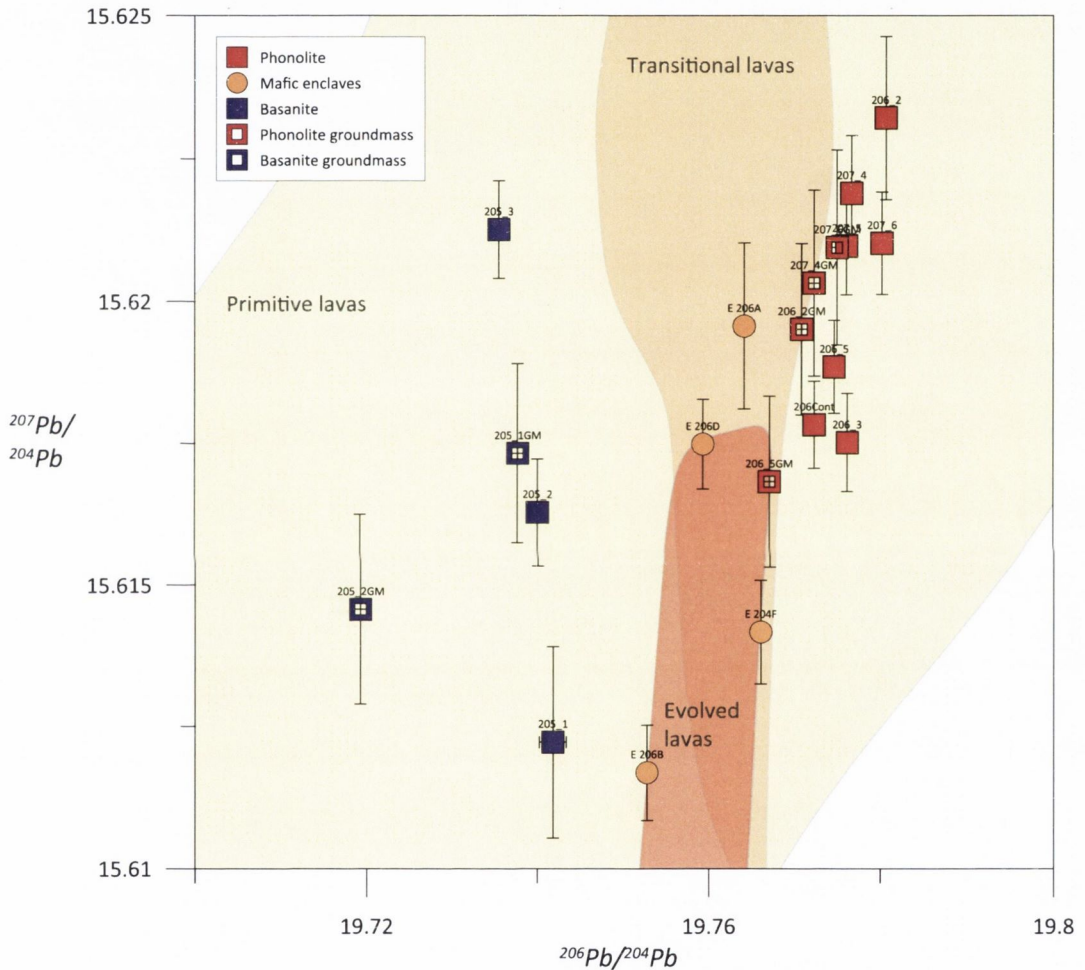 15.625
Phonolite
Mafic enclaves
Basanite
Phonolite groundmass
Basanite groundmass
Transitional lavas
206_2
207_4
205_3
207_6
Primitive lavas
15.62
207_4GM
E 206A
206_2GM
206_5
206Cont
206_3
E 206D
²⁰⁷Pb/
²⁰⁴Pb
205_1GM
206_5GM
205_2
15.615
205_2GM
E 204F
Evolved
lavas
205_1
E 206B
15.61
19.72
19.76
19.8
²⁰⁶Pb/²⁰⁴Pb